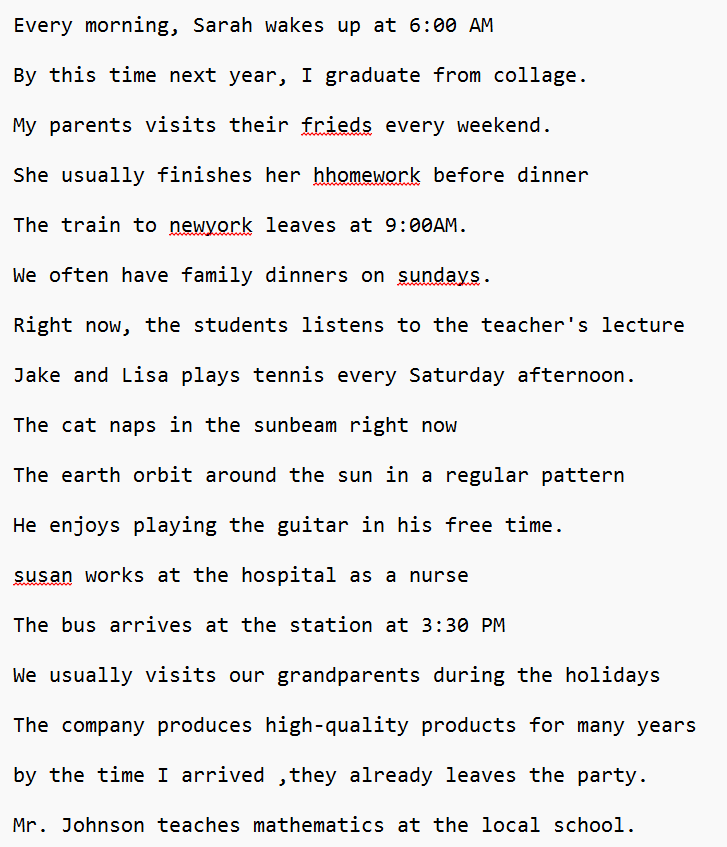 Every morning, Sarah wakes up at 6:00 AM
By this time next year, I graduate from collage.
My parents visits their frieds every weekend.
She usually finishes her hhomework before dinner
The train to newyork leaves at 9:00AM.
We often have family dinners on sundays.
Right now, the students listens to the teacher's lecture
Jake and Lisa plays tennis every Saturday afternoon.
The cat naps in the sunbeam right now
The earth orbit around the sun in a regular pattern
He enjoys playing the guitar in his free time.
susan works at the hospital as a nurse
The bus arrives at the station at 3:30 PM
We usually visits our grandparents during the holidays
The company produces high-quality products for many years
by the time I arrived ,they already leaves the party.
Mr. Johnson teaches mathematics at the local school.